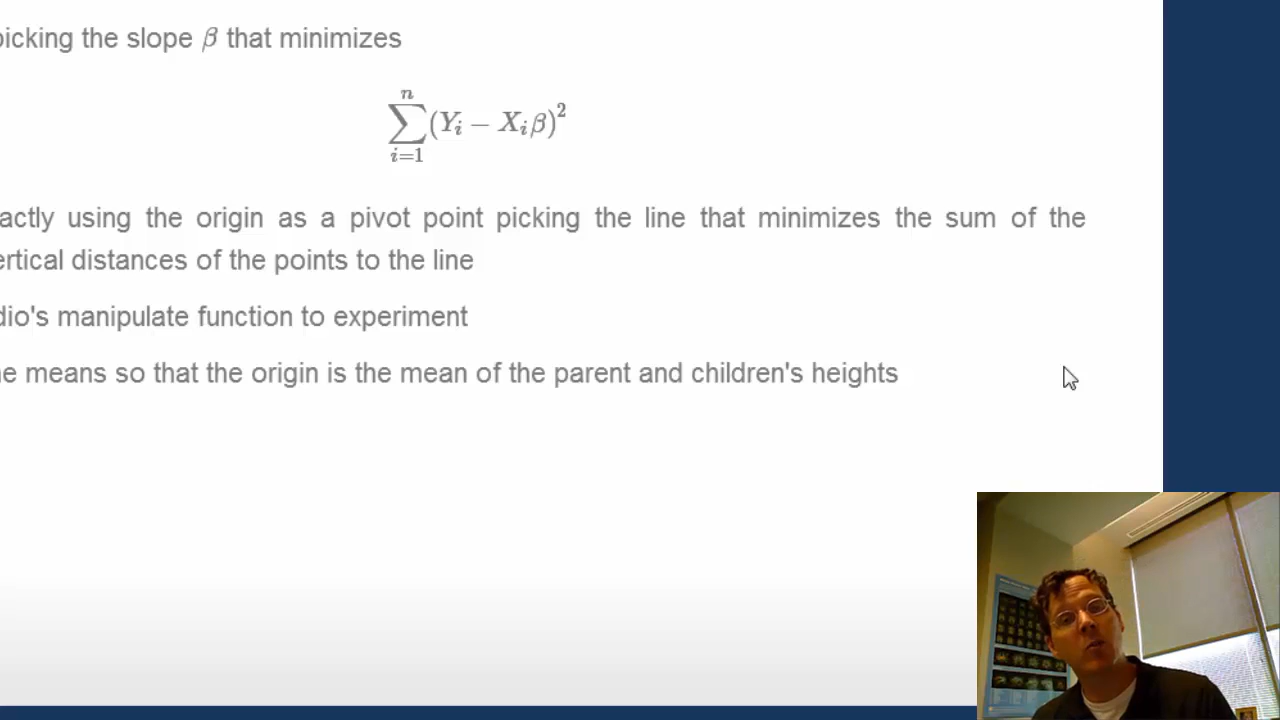 picking the slope β that minimizes
n
∑(Yᵢ − Xᵢβ)²
i=1
actly using the origin as a pivot point picking the line that minimizes the sum of the
ertical distances of the points to the line
dio's manipulate function to experiment
e means so that the origin is the mean of the parent and children's heights